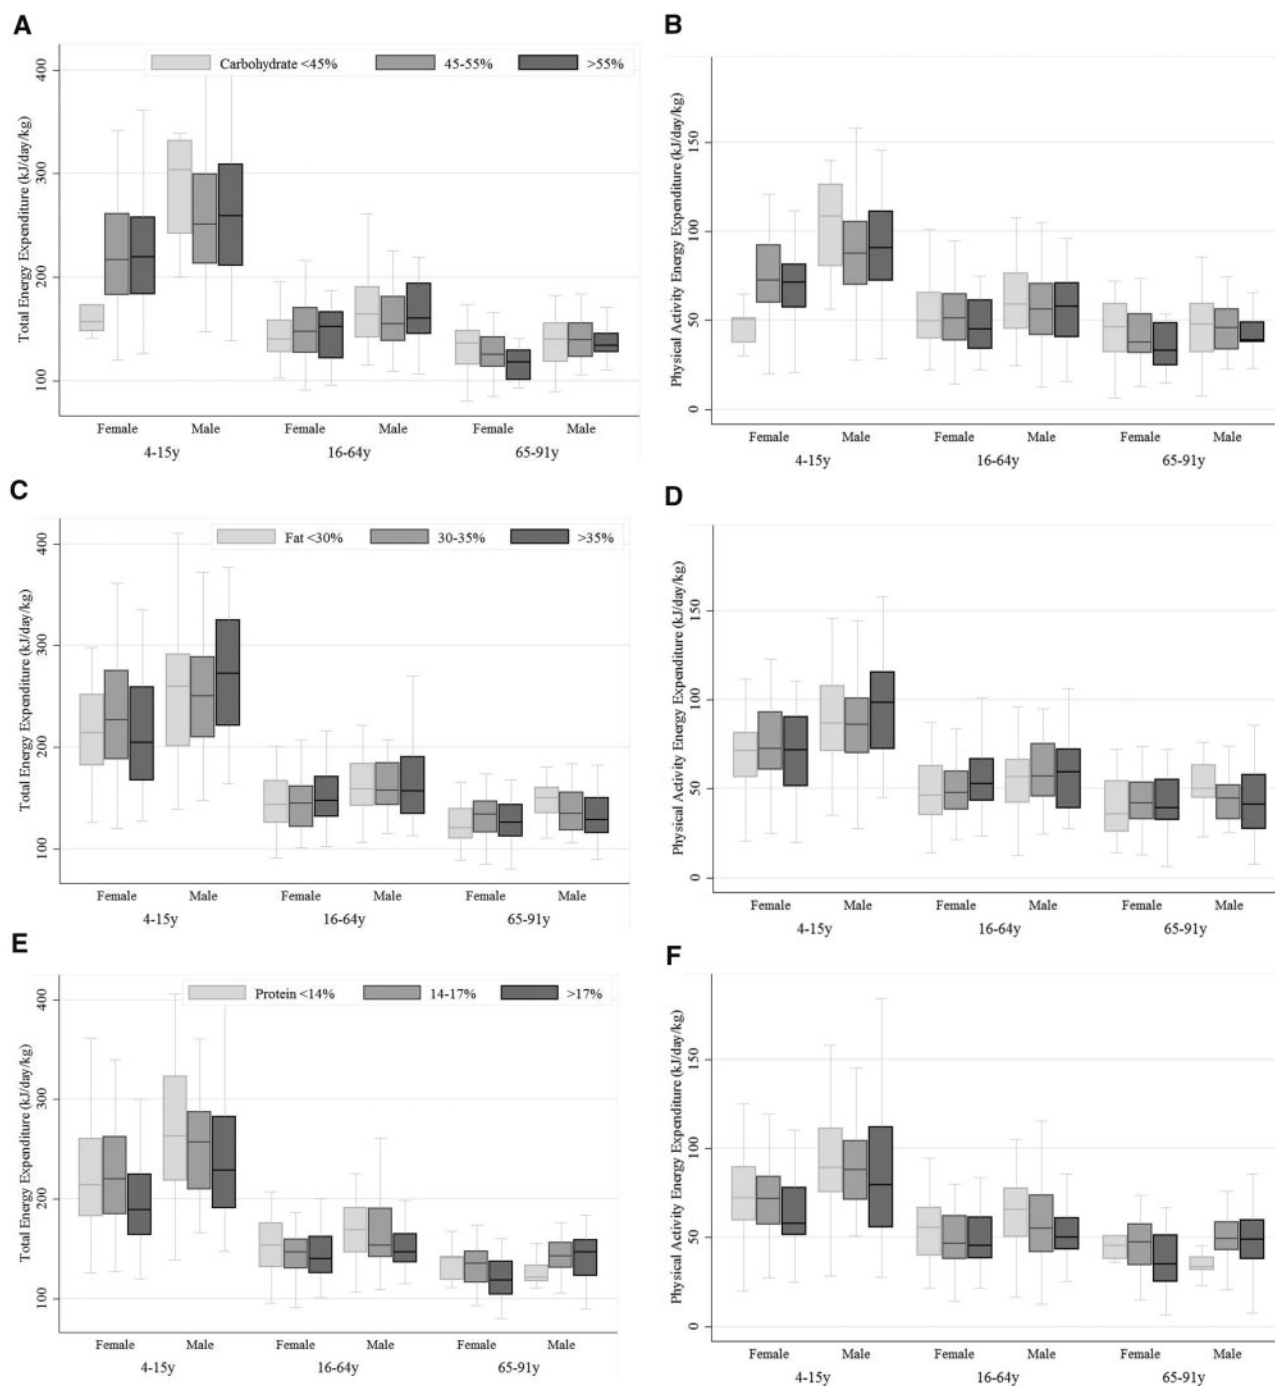 A
Carbohydrate <45% 45-55% >55%
Total Energy Expenditure (kJ/day/kg)
400
300
200
100
Female Male Female Male Female Male
4-15y 16-64y 65-91y
B
Physical Activity Energy Expenditure (kJ/day/kg)
150
100
50
0
Female Male Female Male Female Male
4-15y 16-64y 65-91y
C
Fat <30% 30-35% >35%
Total Energy Expenditure (kJ/day/kg)
400
300
200
100
Female Male Female Male Female Male
4-15y 16-64y 65-91y
D
Physical Activity Energy Expenditure (kJ/day/kg)
150
100
50
0
Female Male Female Male Female Male
4-15y 16-64y 65-91y
E
Protein <14% 14-17% >17%
Total Energy Expenditure (kJ/day/kg)
400
300
200
100
Female Male Female Male Female Male
4-15y 16-64y 65-91y
F
Physical Activity Energy Expenditure (kJ/day/kg)
150
100
50
0
Female Male Female Male Female Male
4-15y 16-64y 65-91y